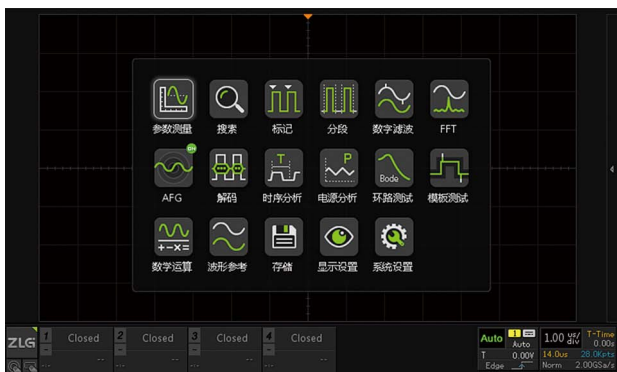 参数测量 搜索 标记 分段 数字滤波 FFT
ON
AFG 解码 T 时序分析 P 电源分析 Bode 环路测试 模板测试
+-×= 数学运算 波形参考 存储 显示设置 系统设置
ZLG 1 Closed 2 Closed 3 Closed 4 Closed Auto 1 Auto 1.00 us/div T-Time 0.00s
-- -- -- --
T 0.00V 14.0us 28.0Kpts
Edge Norm 2.00GSa/s